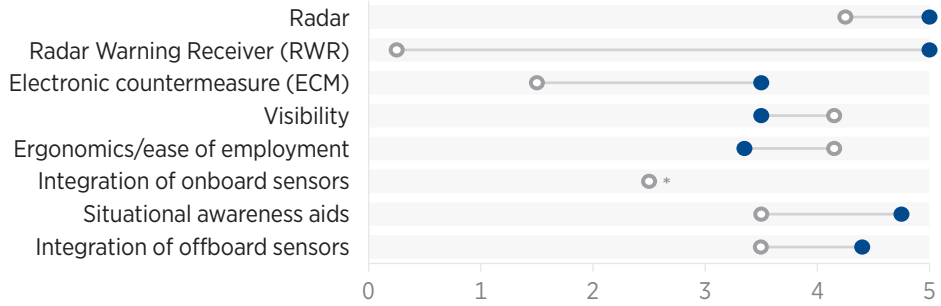 Radar
Radar Warning Receiver (RWR)
Electronic countermeasure (ECM)
Visibility
Ergonomics/ease of employment
Integration of onboard sensors *
Situational awareness aids
Integration of offboard sensors
0 1 2 3 4 5